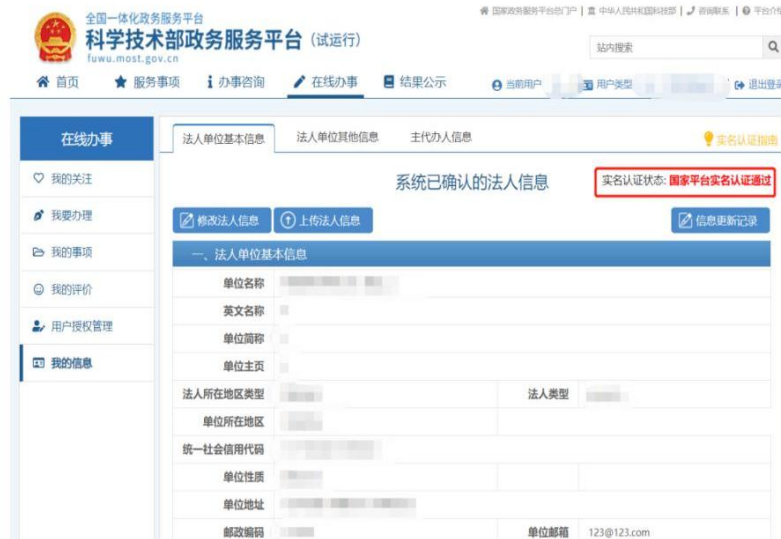 国家政务服务平台总门户 | 中华人民共和国科技部 | 咨询联系 | 平台介绍
全国一体化政务服务平台
科学技术部政务服务平台（试运行）
fuwu.most.gov.cn
站内搜索
首页 服务事项 办事咨询 在线办事 结果公示 当前用户 用户类型 退出登录
在线办事
我的关注
我要办理
我的事项
我的评价
用户授权管理
我的信息
法人单位基本信息 法人单位其他信息 主代办人信息 实名认证指南
系统已确认的法人信息 实名认证状态: 国家平台实名认证通过
修改法人信息 上传法人信息 信息更新记录
一、法人单位基本信息
单位名称
英文名称
单位简称
单位主页
法人所在地区类型 法人类型
单位所在地区
统一社会信用代码
单位性质
单位地址
邮政编码 单位邮箱 123@123.com